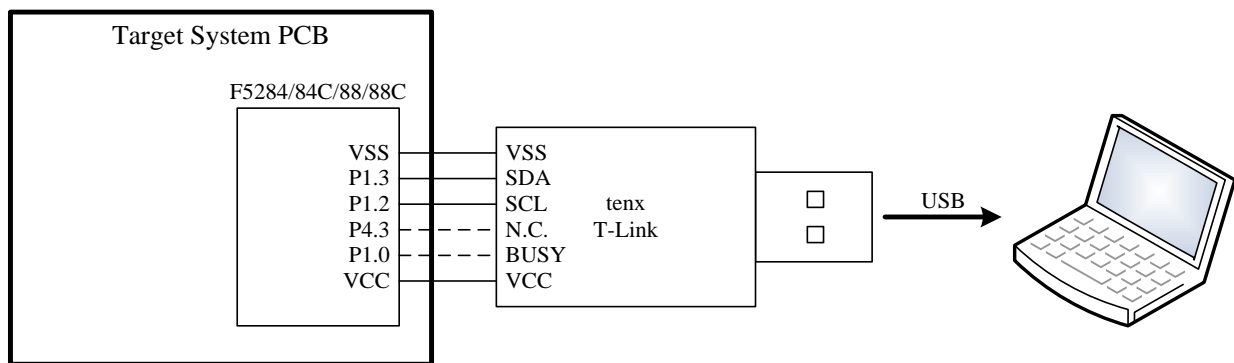 Target System PCB
F5284/84C/88/88C
VSS
P1.3
P1.2
P4.3
P1.0
VCC
VSS
SDA
SCL
N.C.
BUSY
VCC
tenx
T-Link
USB